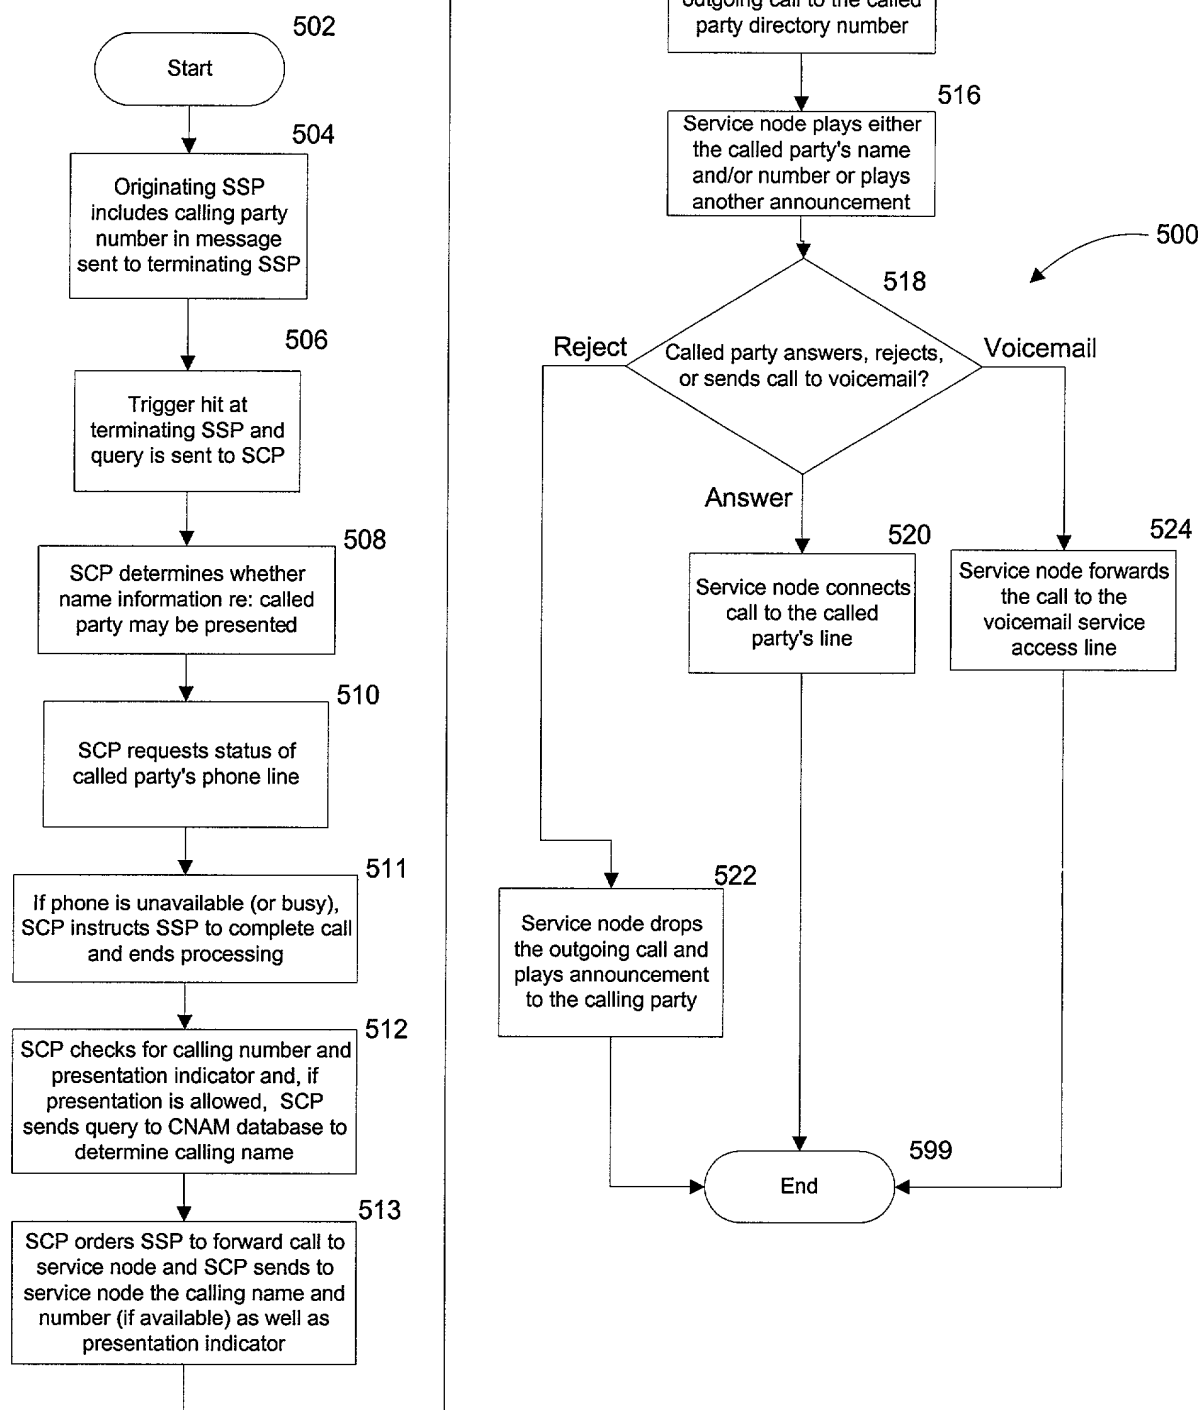 502
Start
504
Originating SSP
includes calling party
number in message
sent to terminating SSP
506
Trigger hit at
terminating SSP and
query is sent to SCP
508
SCP determines whether
name information re: called
party may be presented
510
SCP requests status of
called party's phone line
511
If phone is unavailable (or busy),
SCP instructs SSP to complete call
and ends processing
512
SCP checks for calling number and
presentation indicator and, if
presentation is allowed, SCP
sends query to CNAM database to
determine calling name
513
SCP orders SSP to forward call to
service node and SCP sends to
service node the calling name and
number (if available) as well as
presentation indicator
outgoing call to the called
party directory number
516
Service node plays either
the called party's name
and/or number or plays
another announcement
500
518
Called party answers, rejects,
or sends call to voicemail?
Reject
Voicemail
Answer
520
Service node connects
call to the called
party's line
524
Service node forwards
the call to the
voicemail service
access line
522
Service node drops
the outgoing call and
plays announcement
to the calling party
599
End